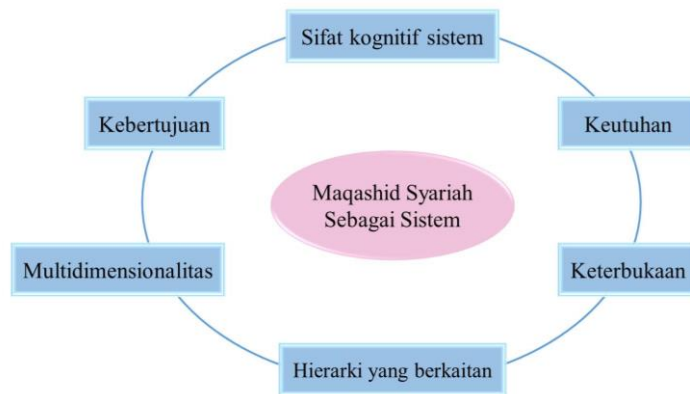 Sifat kognitif sistem
Kebertujuan
Keutuhan
Maqashid Syariah
Sebagai Sistem
Multidimensionalitas
Keterbukaan
Hierarki yang berkaitan